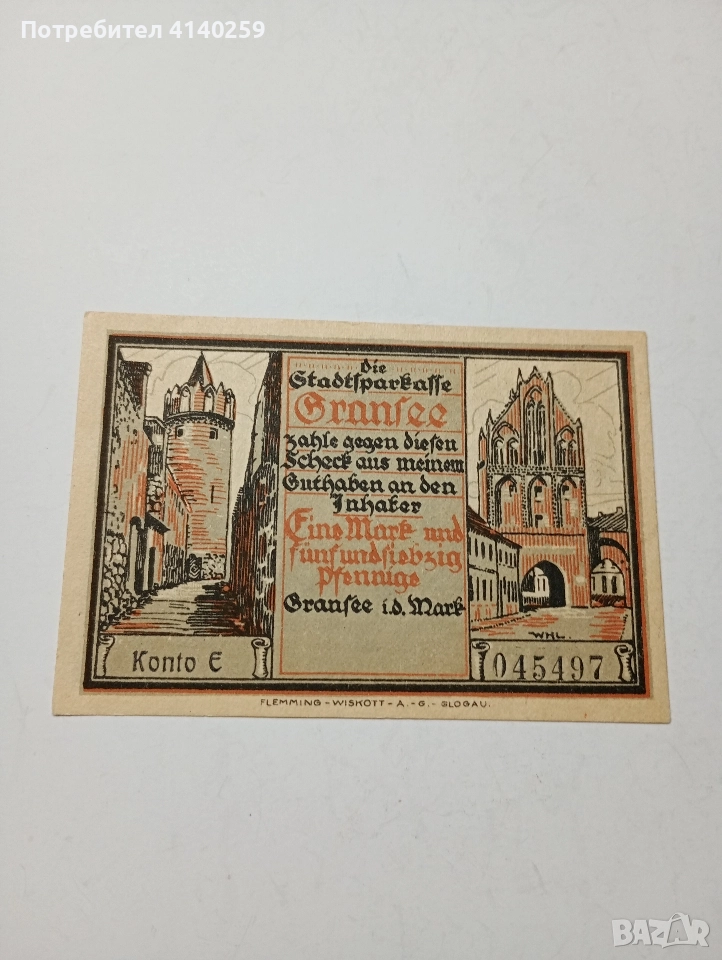 Потребител 4140259
Die
Stadtsparkasse
Gransee
zahle gegen diesen
Scheck aus meinem
Guthaben an den
Inhaber
Eine Mark und
fünfundsiebzig
Pfennige
Gransee i.d. Mark
WHL.
Konto E
045497
FLEMMING-WISKOTT-A.-G.-GLOGAU.
BAZAR